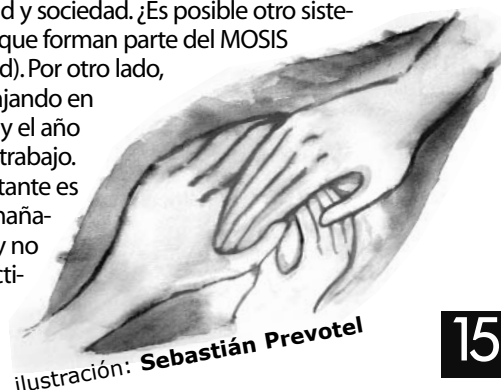 d y sociedad. ¿Es posible otro siste-
que forman parte del MOSIS
d). Por otro lado,
jando en
y el año
trabajo.
tante es
maña-
y no
cti-
ilustración: Sebastián Prevotel
15